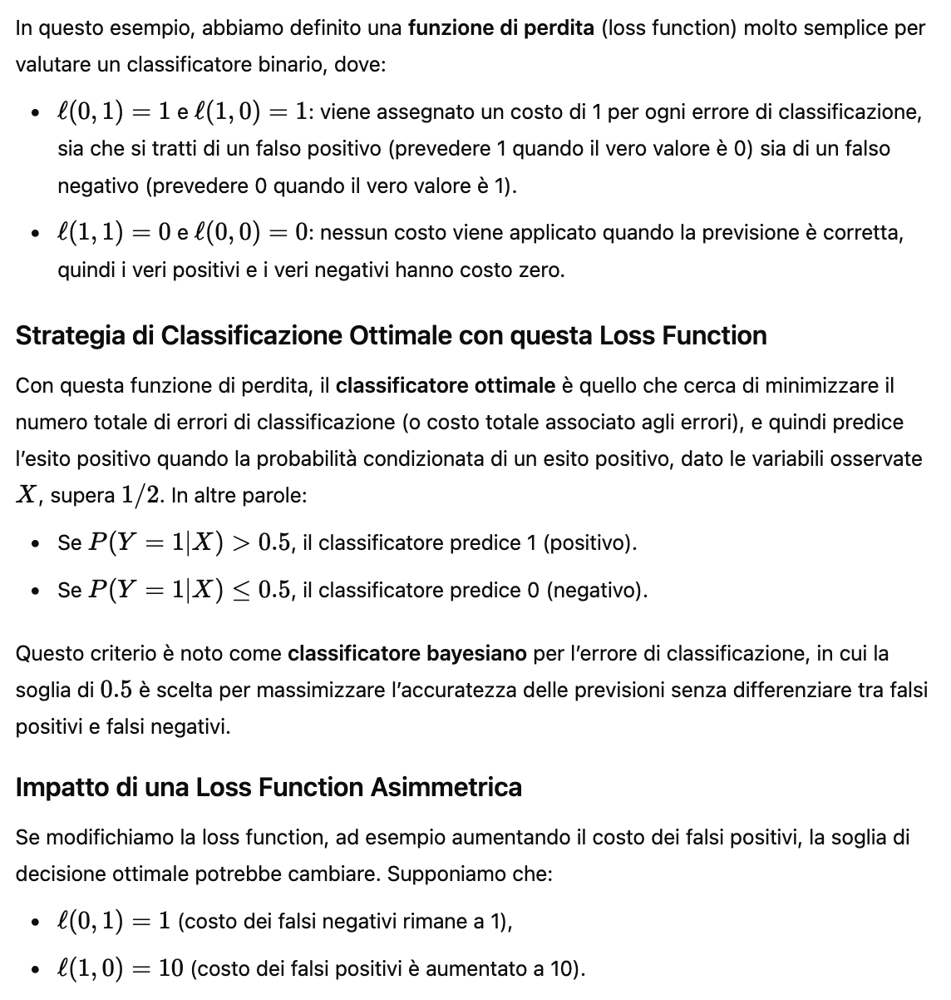 In questo esempio, abbiamo definito una funzione di perdita (loss function) molto semplice per
valutare un classificatore binario, dove:
• ℓ(0, 1) = 1 e ℓ(1, 0) = 1: viene assegnato un costo di 1 per ogni errore di classificazione,
sia che si tratti di un falso positivo (prevedere 1 quando il vero valore è 0) sia di un falso
negativo (prevedere 0 quando il vero valore è 1).
• ℓ(1, 1) = 0 e ℓ(0, 0) = 0: nessun costo viene applicato quando la previsione è corretta,
quindi i veri positivi e i veri negativi hanno costo zero.
Strategia di Classificazione Ottimale con questa Loss Function
Con questa funzione di perdita, il classificatore ottimale è quello che cerca di minimizzare il
numero totale di errori di classificazione (o costo totale associato agli errori), e quindi predice
l’esito positivo quando la probabilità condizionata di un esito positivo, dato le variabili osservate
X, supera 1/2. In altre parole:
• Se P(Y = 1|X) > 0.5, il classificatore predice 1 (positivo).
• Se P(Y = 1|X) ≤ 0.5, il classificatore predice 0 (negativo).
Questo criterio è noto come classificatore bayesiano per l’errore di classificazione, in cui la
soglia di 0.5 è scelta per massimizzare l’accuratezza delle previsioni senza differenziare tra falsi
positivi e falsi negativi.
Impatto di una Loss Function Asimmetrica
Se modifichiamo la loss function, ad esempio aumentando il costo dei falsi positivi, la soglia di
decisione ottimale potrebbe cambiare. Supponiamo che:
• ℓ(0, 1) = 1 (costo dei falsi negativi rimane a 1),
• ℓ(1, 0) = 10 (costo dei falsi positivi è aumentato a 10).